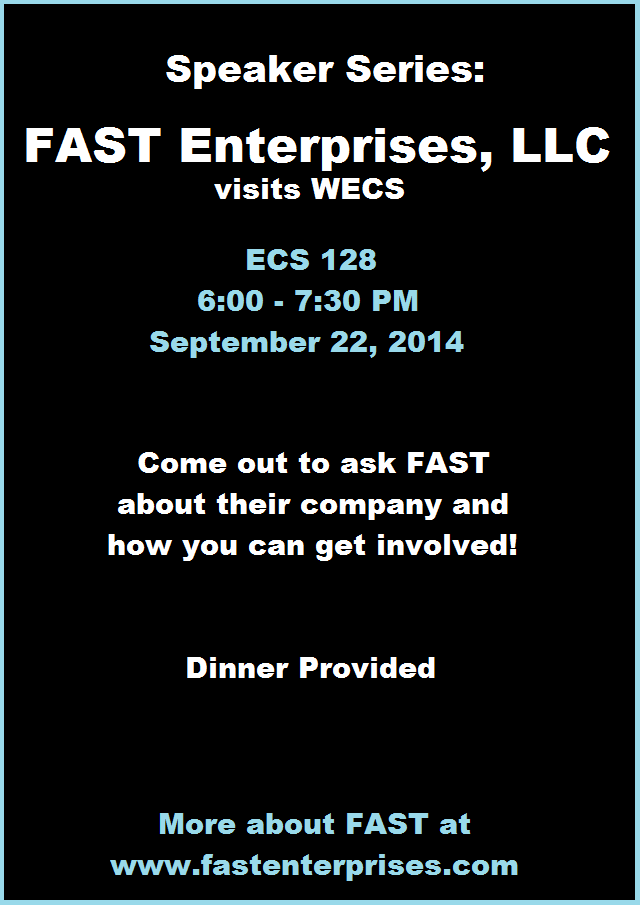 Speaker Series:
FAST Enterprises, LLC
visits WECS
ECS 128
6:00 - 7:30 PM
September 22, 2014
Come out to ask FAST
about their company and
how you can get involved!
Dinner Provided
More about FAST at
www.fastenterprises.com